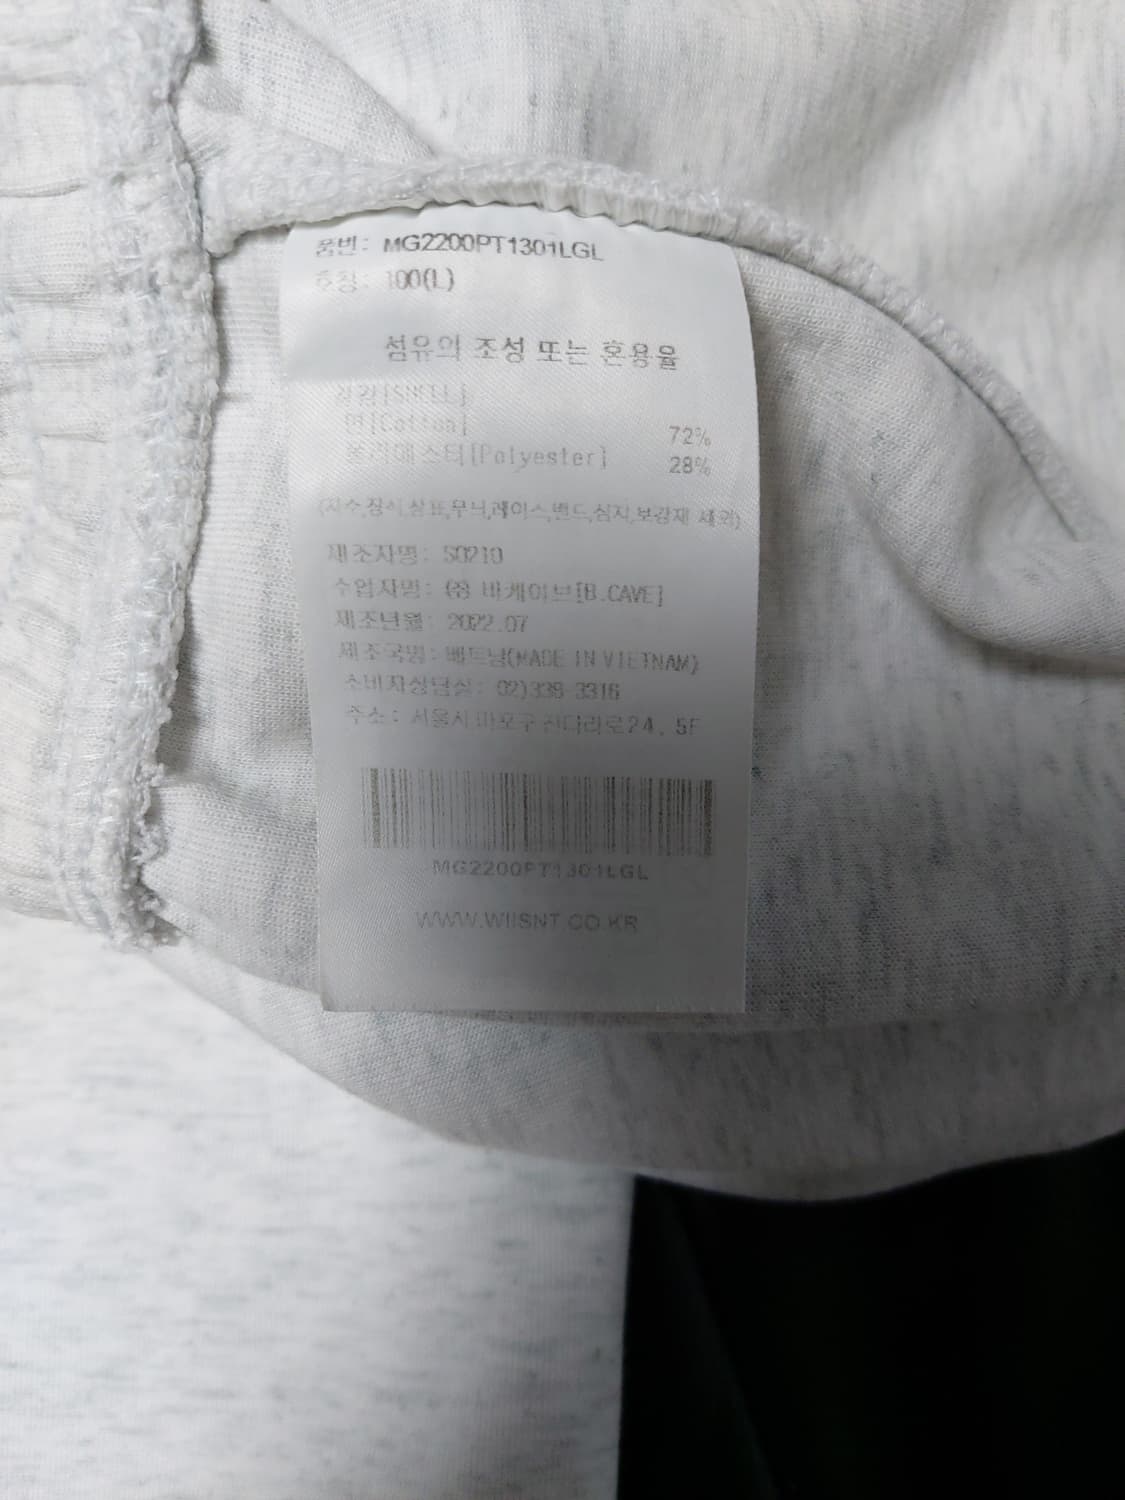 품번: MG2200PT1301LGL
호칭: 100(L)
섬유의 조성 또는 혼용율
겉감[SHELL]
면[Cotton] 72%
폴리에스터[Polyester] 28%
(자수,장식,상표,무늬,레이스,밴드,심지,보강재 제외)
제조자명: S0210
수입자명: (주) 비케이브[B.CAVE]
제조년월: 2022.07
제조국명: 베트남(MADE IN VIETNAM)
소비자상담실: 02)338-3316
주소: 서울시 마포구 잔다리로24, 5F
MG2200PT1301LGL
WWW.WIISNT.CO.KR